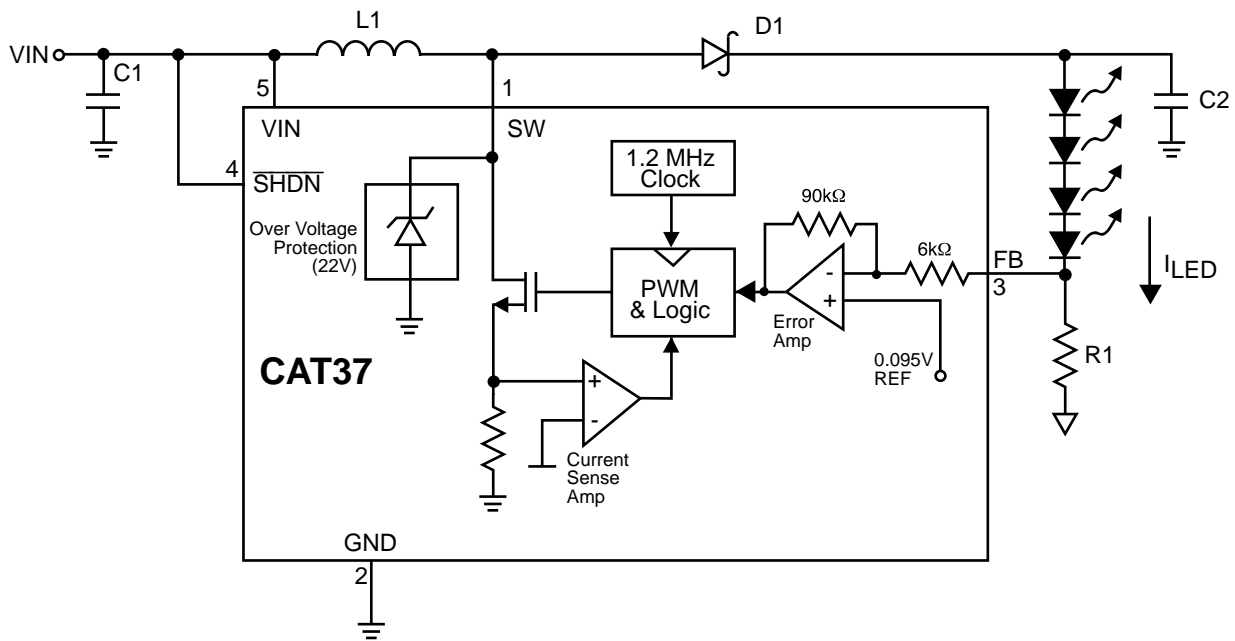 L1
D1
VIN
C1
5
1
C2
VIN
SW
4
SHDN
1.2 MHz
Clock
90kΩ
Over Voltage
Protection
(22V)
6kΩ
FB
3
ILED
PWM
& Logic
-
+
Error
Amp
0.095V
REF
R1
CAT37
+
-
Current
Sense
Amp
GND
2